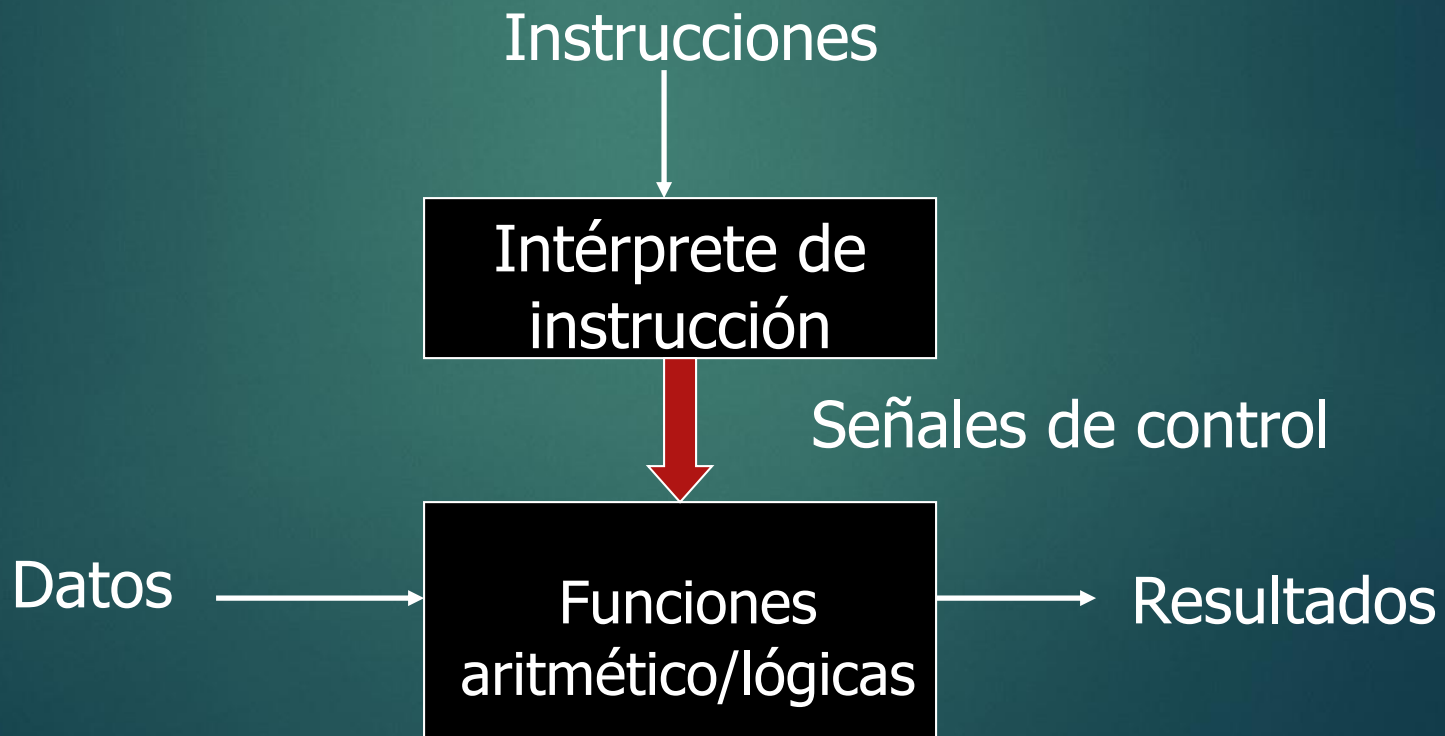 Instrucciones
Intérprete de
instrucción
Señales de control
Datos
Funciones
aritmético/lógicas
Resultados